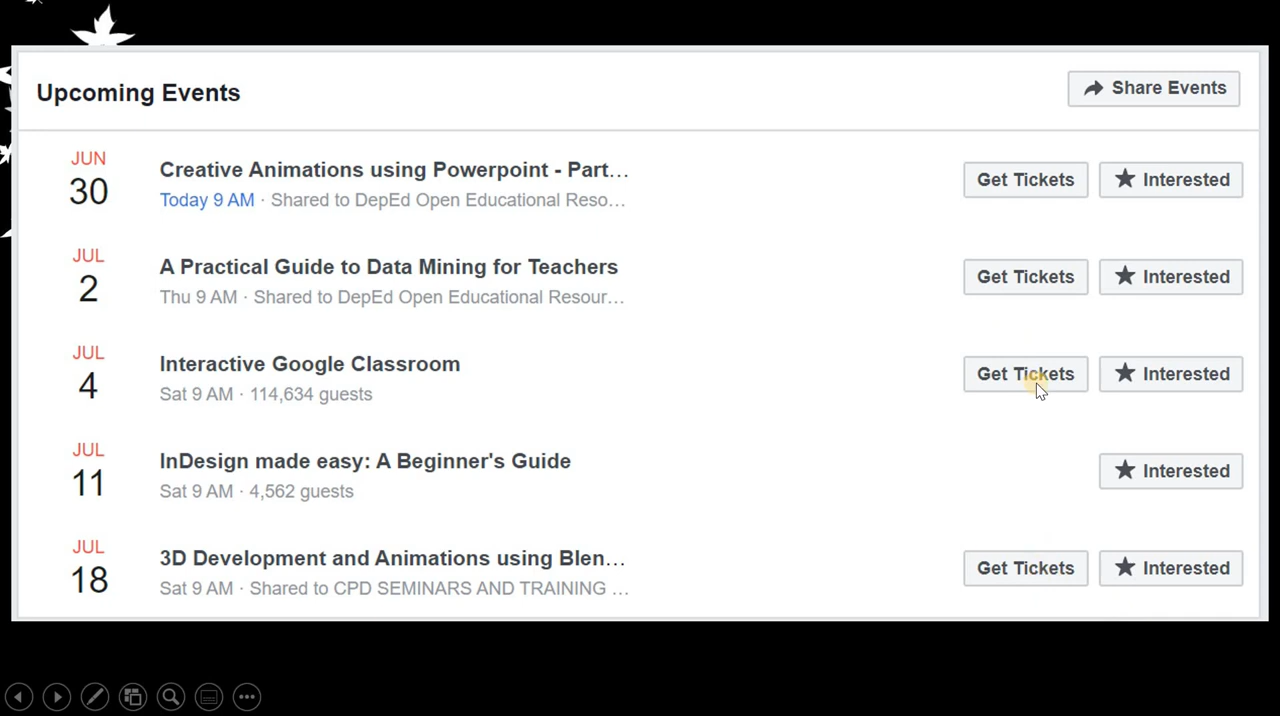 Upcoming Events
Share Events
JUN
30
Creative Animations using Powerpoint - Part...
Today 9 AM · Shared to DepEd Open Educational Reso...
Get Tickets
Interested
JUL
2
A Practical Guide to Data Mining for Teachers
Thu 9 AM · Shared to DepEd Open Educational Resour...
Get Tickets
Interested
JUL
4
Interactive Google Classroom
Sat 9 AM · 114,634 guests
Get Tickets
Interested
JUL
11
InDesign made easy: A Beginner's Guide
Sat 9 AM · 4,562 guests
Interested
JUL
18
3D Development and Animations using Blen...
Sat 9 AM · Shared to CPD SEMINARS AND TRAINING ...
Get Tickets
Interested